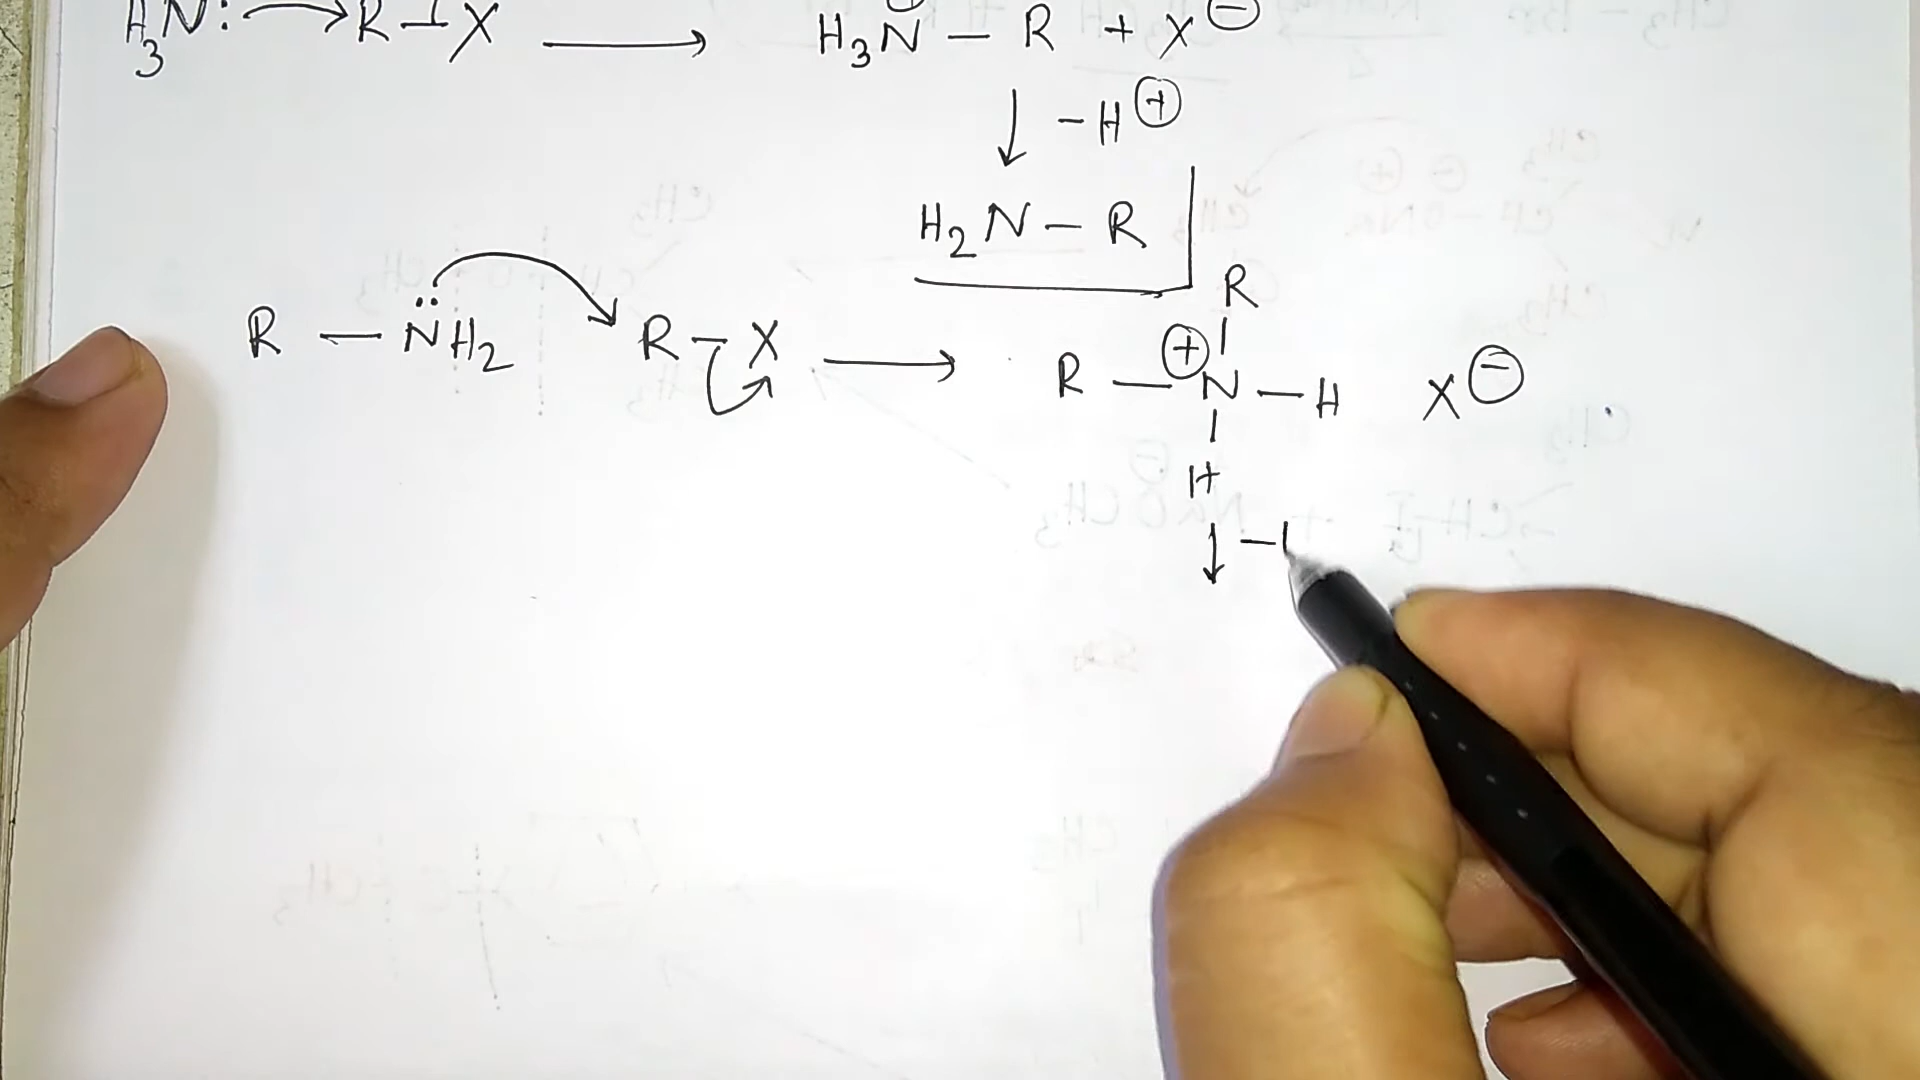 H3N: R–X → H3N⊕ – R + X⊖
↓ –H⊕
H2N – R
R – N̈H2 R – X → R – N⊕(R)(H) – H X⊖
↓ –